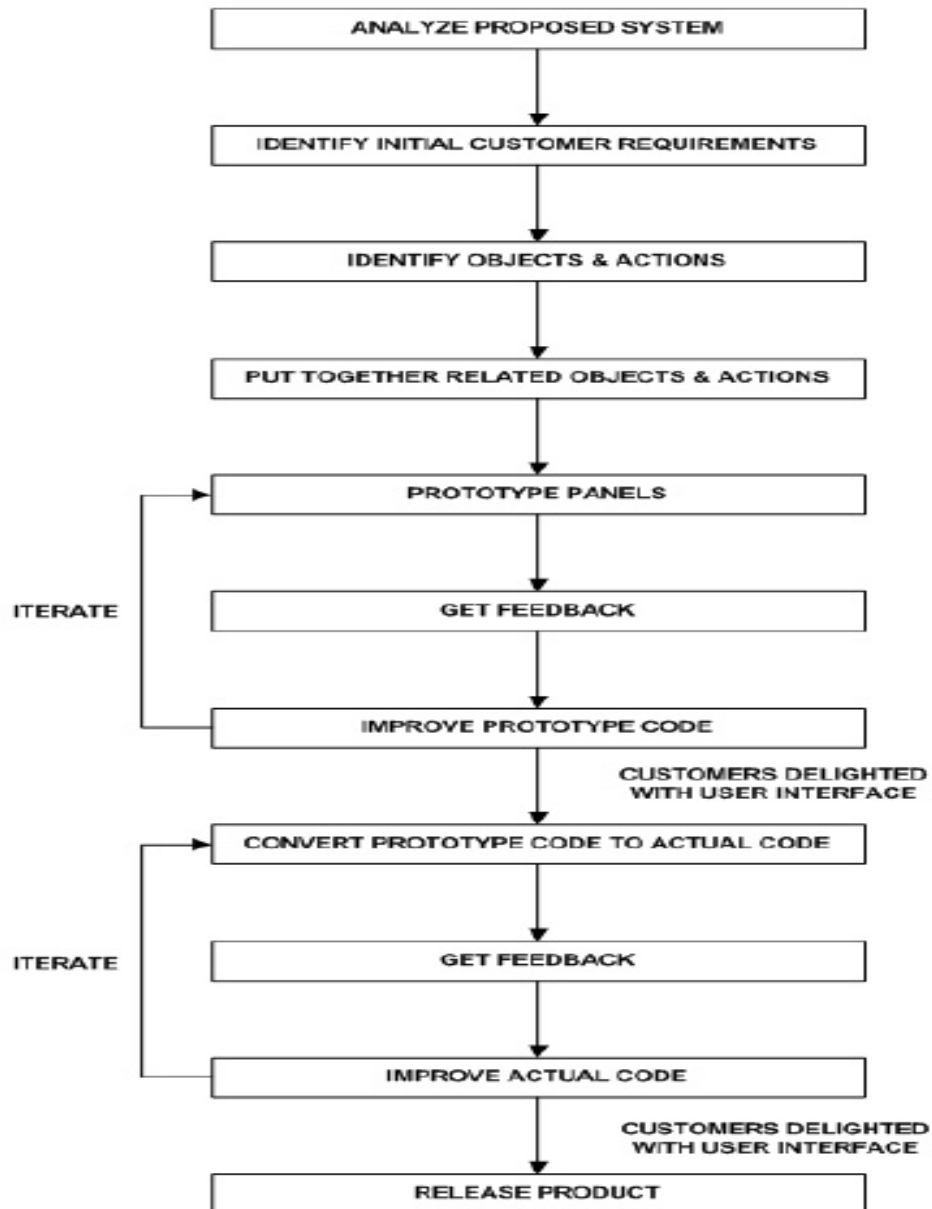 ANALYZE PROPOSED SYSTEM
IDENTIFY INITIAL CUSTOMER REQUIREMENTS
IDENTIFY OBJECTS & ACTIONS
PUT TOGETHER RELATED OBJECTS & ACTIONS
PROTOTYPE PANELS
ITERATE
GET FEEDBACK
IMPROVE PROTOTYPE CODE
CUSTOMERS DELIGHTED
WITH USER INTERFACE
CONVERT PROTOTYPE CODE TO ACTUAL CODE
ITERATE
GET FEEDBACK
IMPROVE ACTUAL CODE
CUSTOMERS DELIGHTED
WITH USER INTERFACE
RELEASE PRODUCT